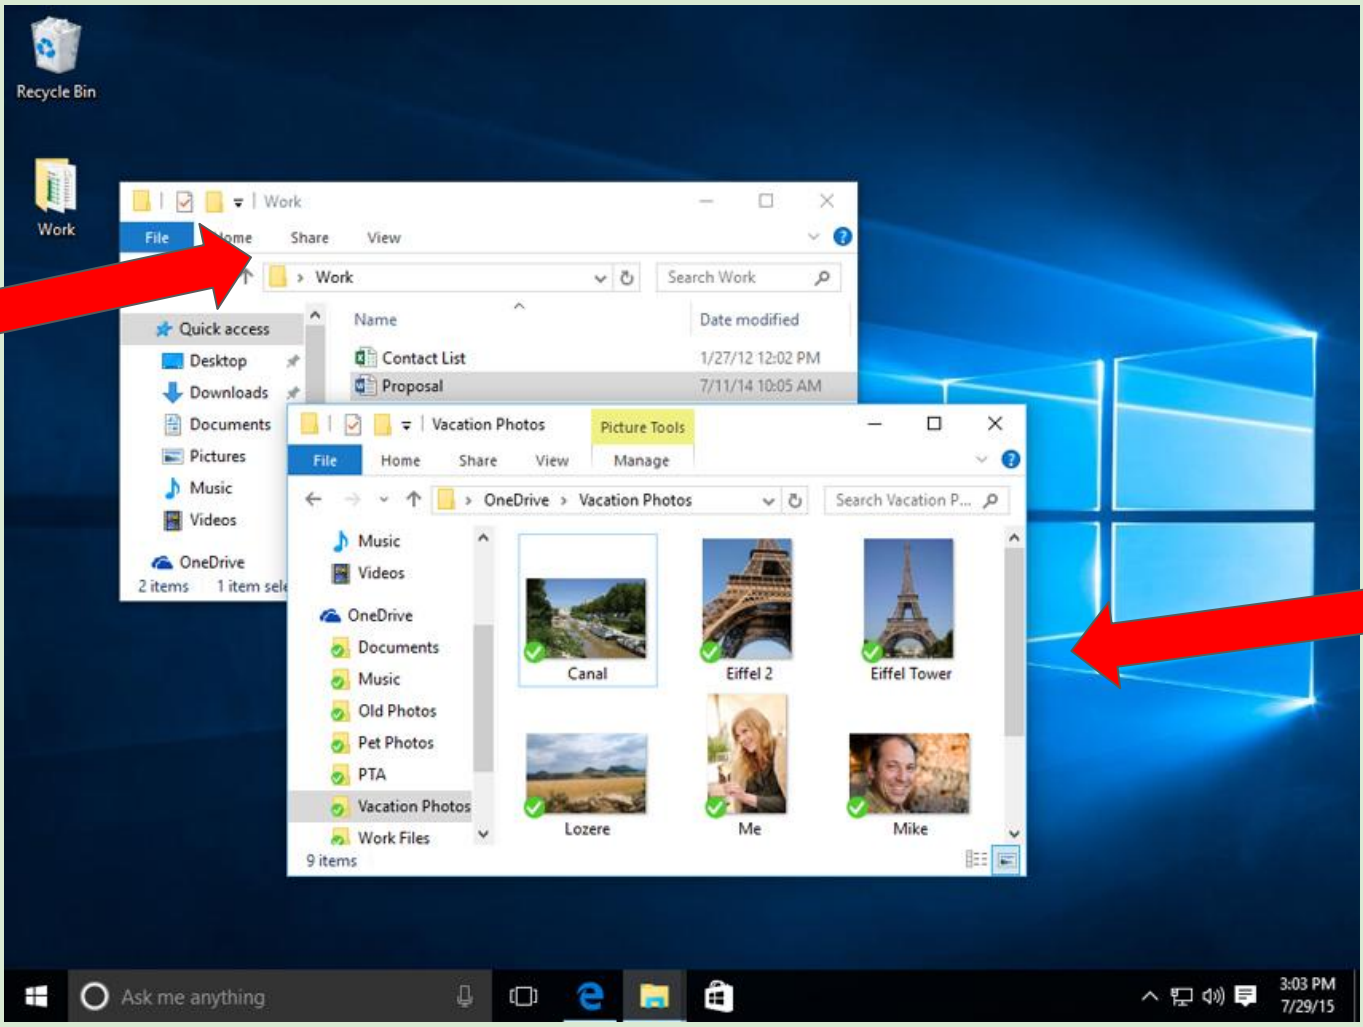 Recycle Bin
Work
Work
File Home Share View
Work
Search Work
Name Date modified
Quick access
Contact List 1/27/12 12:02 PM
Desktop
Proposal 7/11/14 10:05 AM
Downloads
Documents
Pictures
Music
Videos
OneDrive
2 items 1 item
Vacation Photos Picture Tools
File Home Share View Manage
OneDrive > Vacation Photos
Search Vacation P...
Music
Videos
OneDrive
Documents
Music
Old Photos
Pet Photos
PTA
Vacation Photos
Work Files
Canal Eiffel 2 Eiffel Tower
Lozere Me Mike
9 items
Ask me anything
3:03 PM
7/29/15